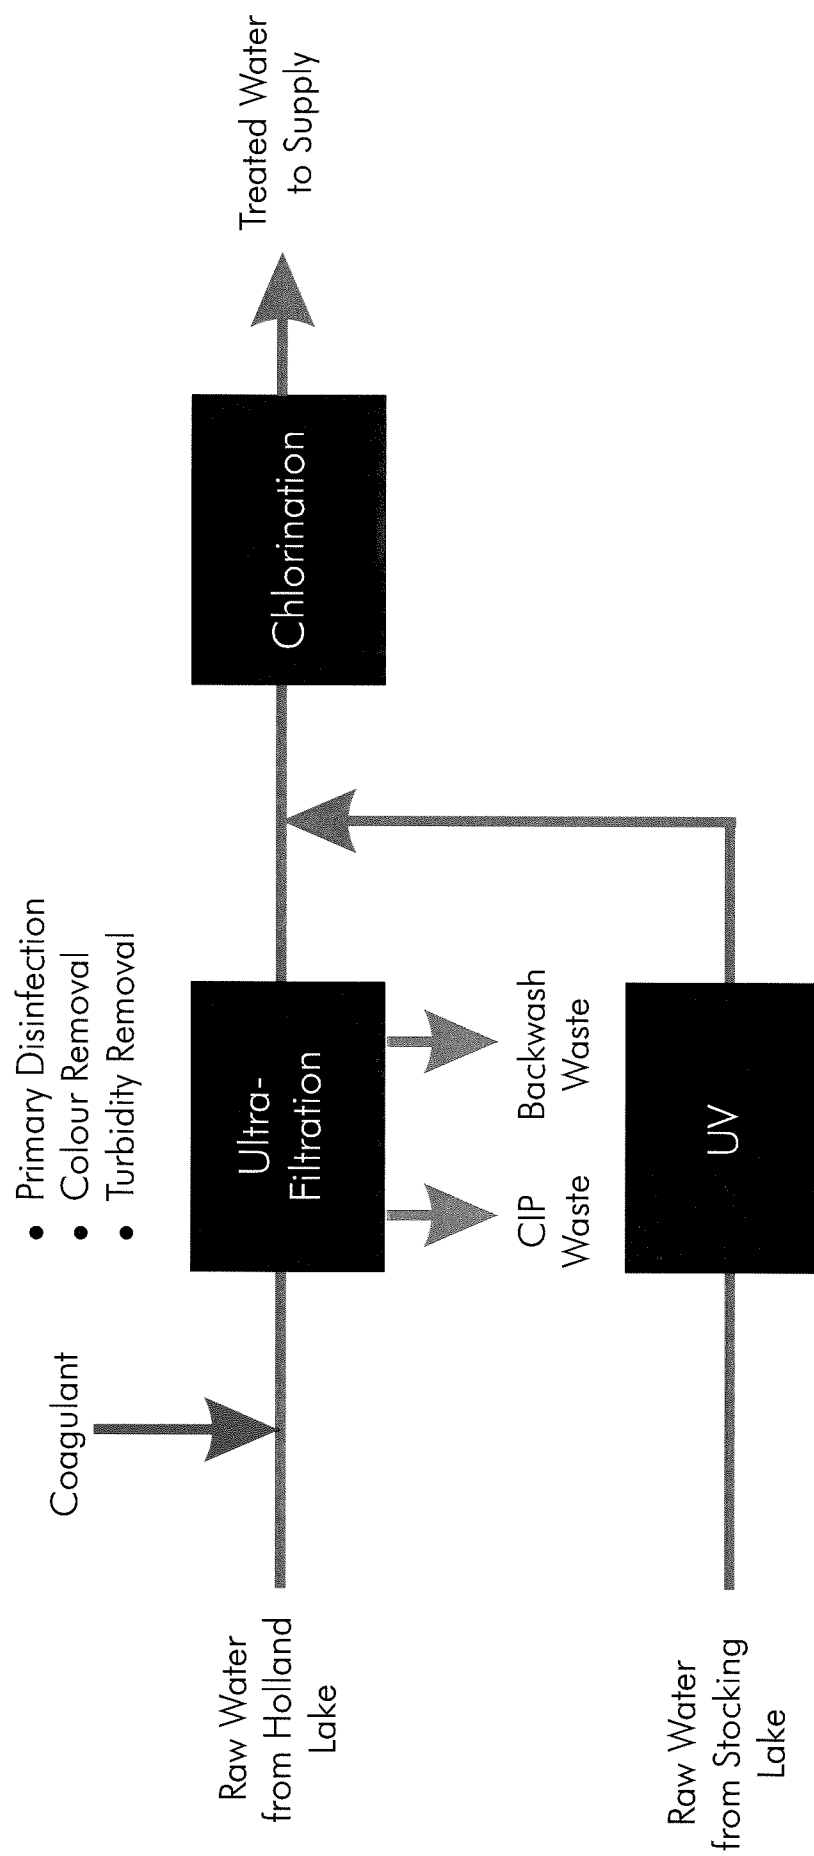 • Primary Disinfection
• Colour Removal
• Turbidity Removal
Coagulant
Raw Water
from Holland
Lake
Ultra-
Filtration
Chlorination
Treated Water
to Supply
CIP
Waste
Backwash
Waste
Raw Water
from Stocking
Lake
UV